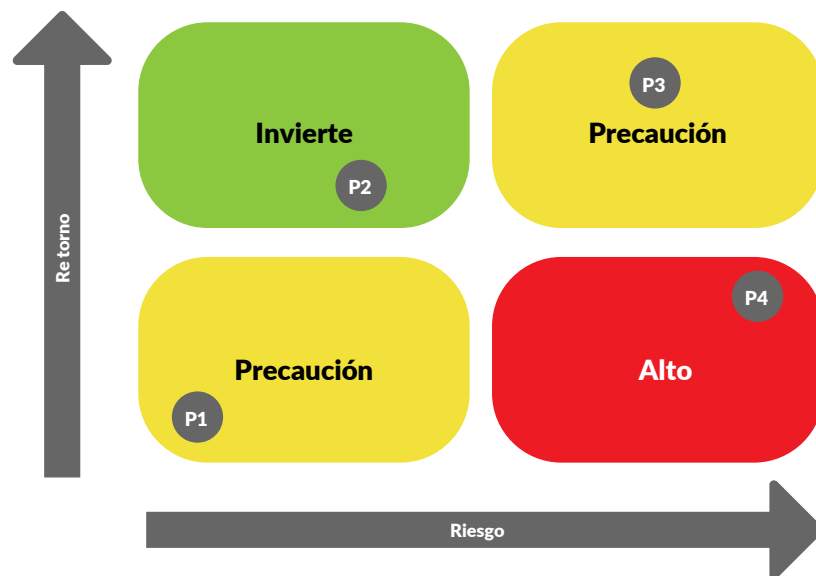 P3
Invierte
Precaución
P2
Re torno
P4
Precaución
Alto
P1
Riesgo